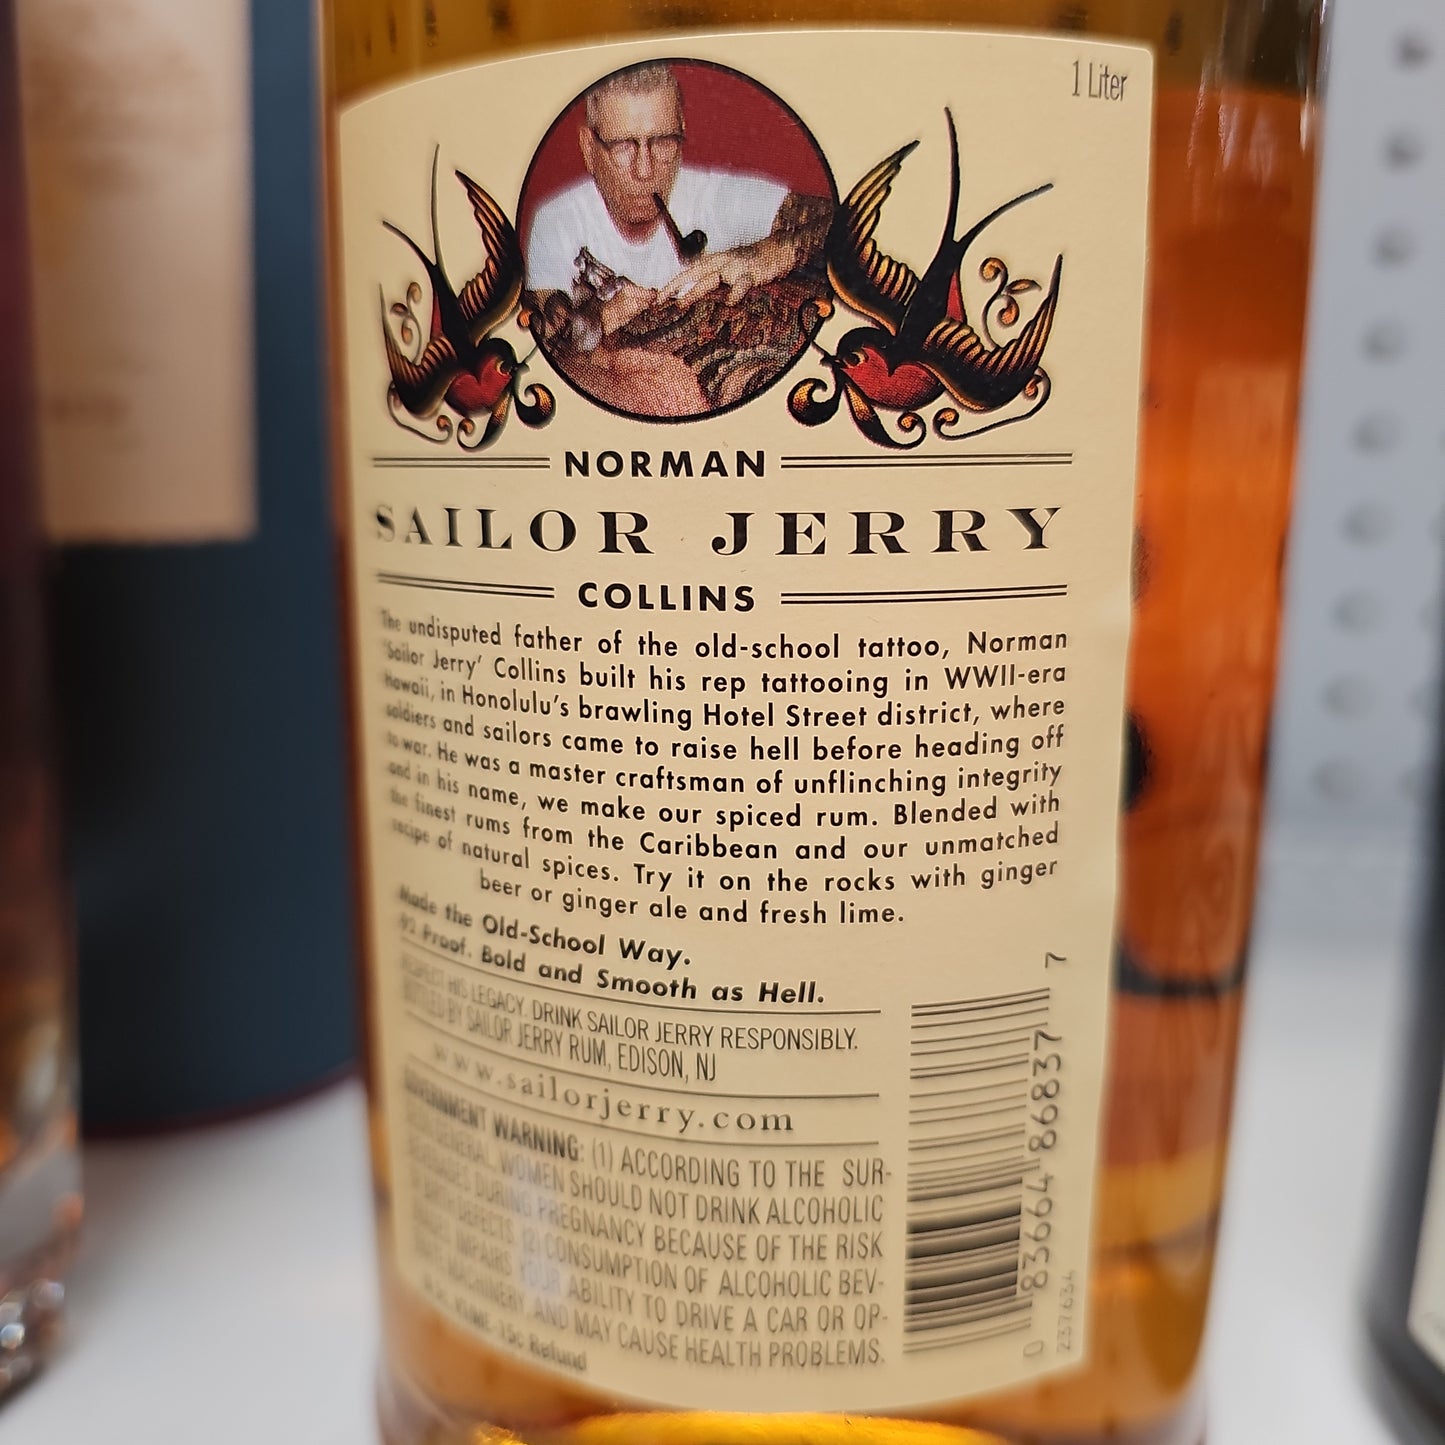 1 Liter
NORMAN
SAILOR JERRY
COLLINS
The undisputed father of the old-school tattoo, Norman
'Sailor Jerry' Collins built his rep tattooing in WWII-era
Hawaii, in Honolulu's brawling Hotel Street district, where
soldiers and sailors came to raise hell before heading off
to war. He was a master craftsman of unflinching integrity
and in his name, we make our spiced rum. Blended with
the finest rums from the Caribbean and our unmatched
recipe of natural spices. Try it on the rocks with ginger
beer or ginger ale and fresh lime.
Made the Old-School Way.
92 Proof. Bold and Smooth as Hell.
RESPECT HIS LEGACY. DRINK SAILOR JERRY RESPONSIBLY.
BOTTLED BY SAILOR JERRY RUM, EDISON, NJ
www.sailorjerry.com
GOVERNMENT WARNING: (1) ACCORDING TO THE SUR-
GEON GENERAL, WOMEN SHOULD NOT DRINK ALCOHOLIC
BEVERAGES DURING PREGNANCY BECAUSE OF THE RISK
OF BIRTH DEFECTS. (2) CONSUMPTION OF ALCOHOLIC BEV-
ERAGES IMPAIRS YOUR ABILITY TO DRIVE A CAR OR OP-
ERATE MACHINERY, AND MAY CAUSE HEALTH PROBLEMS.
ME-15c Refund
0 83664 86837 7
237634